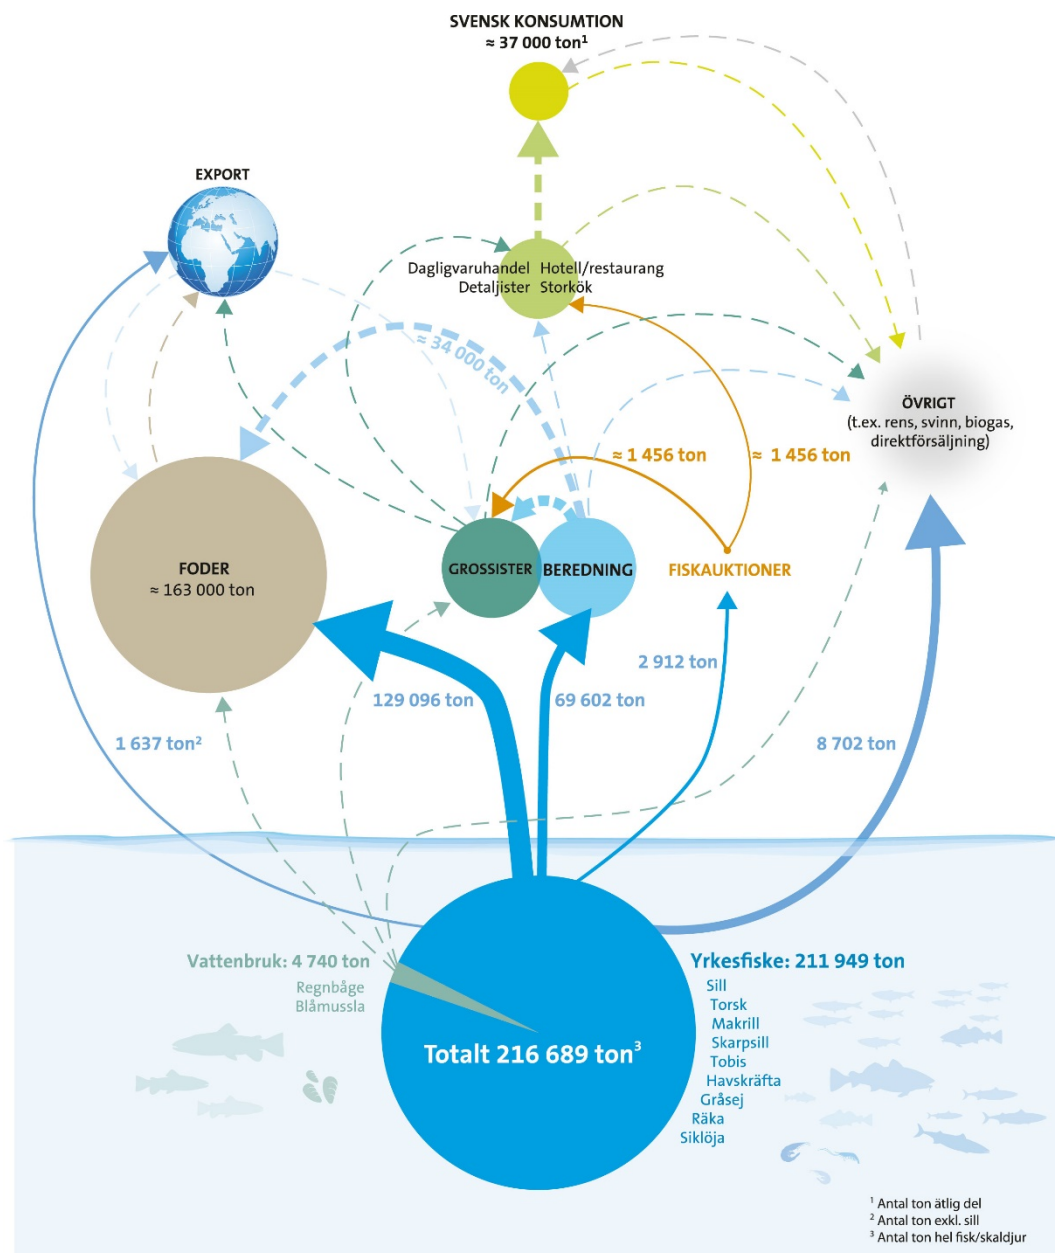 SVENSK KONSUMTION
≈ 37 000 ton¹
EXPORT
Dagligvaruhandel Hotell/restaurang
Detaljister Storkök
≈ 34 000 ton
ÖVRIGT
(t.ex. rens, svinn, biogas,
direktförsäljning)
≈ 1 456 ton
≈ 1 456 ton
FODER
≈ 163 000 ton
GROSSISTER
BEREDNING
FISKAUKTIONER
2 912 ton
129 096 ton
69 602 ton
1 637 ton²
8 702 ton
Vattenbruk: 4 740 ton
Regnbåge
Blåmussla
Yrkesfiske: 211 949 ton
Sill
Torsk
Makrill
Skarpsill
Tobis
Havskräfta
Gråsej
Räka
Siklöja
Totalt 216 689 ton³
¹ Antal ton ätlig del
² Antal ton exkl. sill
³ Antal ton hel fisk/skaldjur